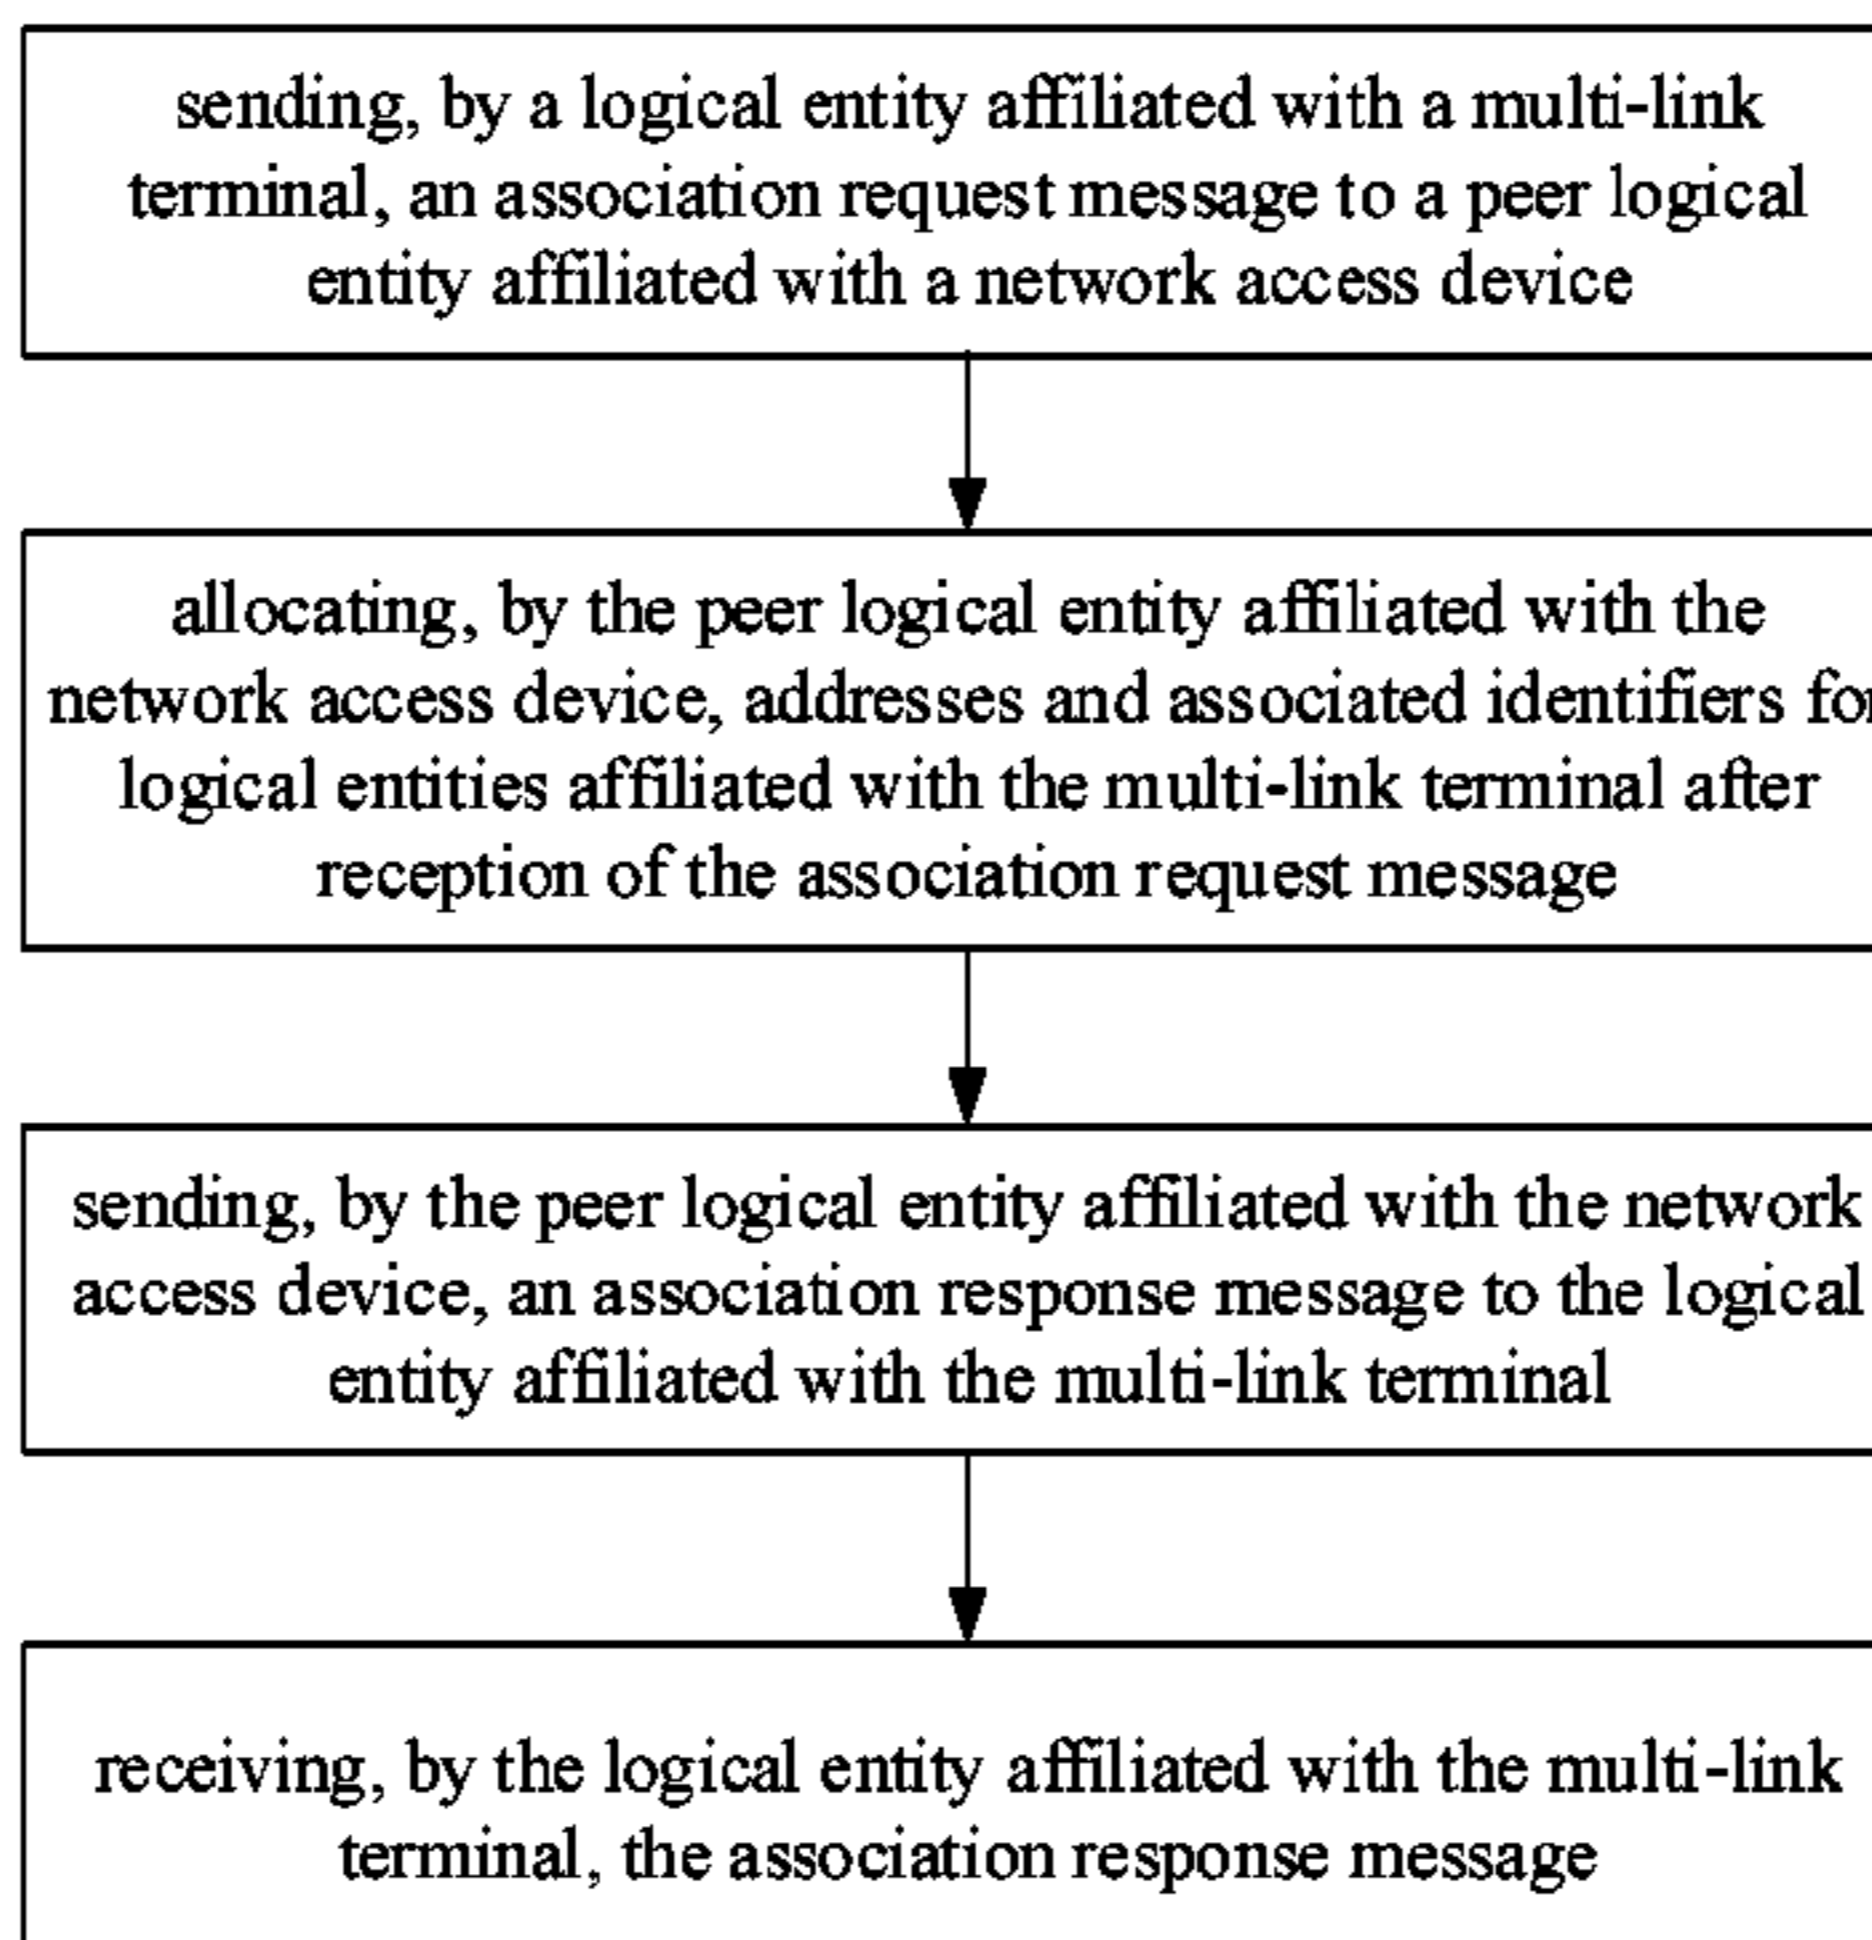 sending, by a logical entity affiliated with a multi-link
terminal, an association request message to a peer logical
entity affiliated with a network access device
allocating, by the peer logical entity affiliated with the
network access device, addresses and associated identifiers for
logical entities affiliated with the multi-link terminal after
reception of the association request message
sending, by the peer logical entity affiliated with the network
access device, an association response message to the logical
entity affiliated with the multi-link terminal
receiving, by the logical entity affiliated with the multi-link
terminal, the association response message